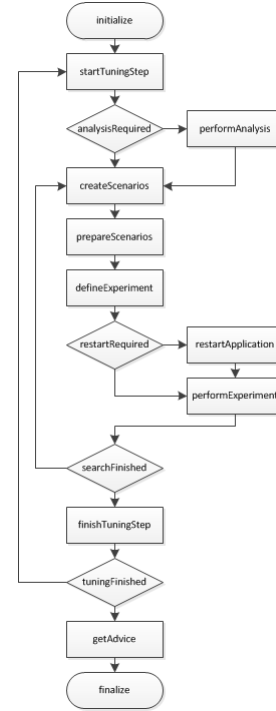 initialize
startTuningStep
analysisRequired
performAnalysis
createScenarios
prepareScenarios
defineExperiment
restartRequired
restartApplication
performExperiment
searchFinished
finishTuningStep
tuningFinished
getAdvice
finalize